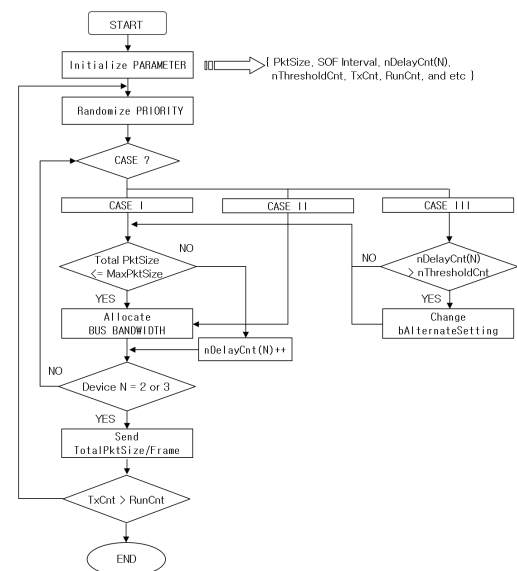 START
Initialize PARAMETER
{ PktSize, SOF Interval, nDelayCnt(N),
nThresholdCnt, TxCnt, RunCnt, and etc }
Randomize PRIORITY
CASE ?
CASE I
CASE II
CASE III
Total PktSize
<= MaxPktSize
NO
YES
nDelayCnt(N)
> nThresholdCnt
NO
YES
Allocate
BUS BANDWIDTH
Change
bAlternateSetting
nDelayCnt(N)++
NO
Device N = 2 or 3
YES
Send
TotalPktSize/Frame
TxCnt > RunCnt
END